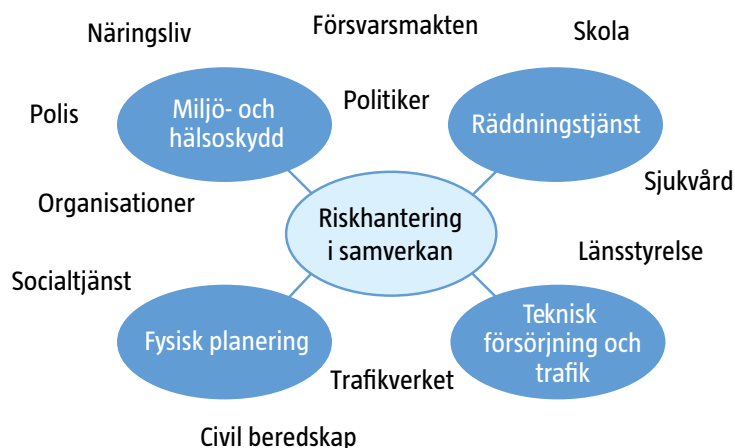 Näringsliv
Försvarsmakten
Skola
Polis
Miljö- och
hälsoskydd
Politiker
Räddningstjänst
Organisationer
Sjukvård
Riskhantering
i samverkan
Länsstyrelse
Socialtjänst
Fysisk planering
Teknisk
försörjning och
trafik
Trafikverket
Civil beredskap